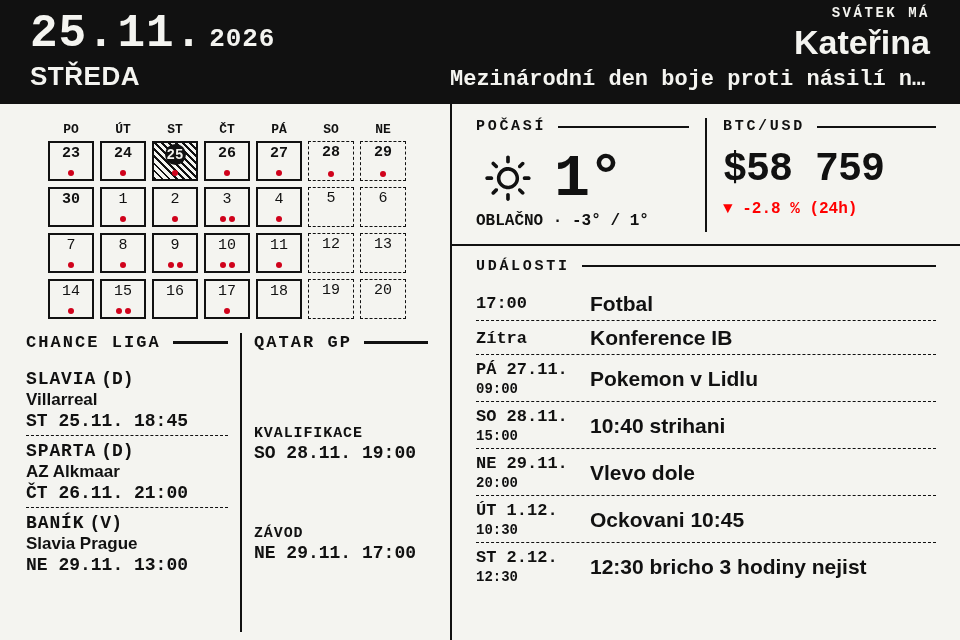 25.11. 2026
STŘEDA
SVÁTEK MÁ
Kateřina
Mezinárodní den boje proti násilí n…
PO ÚT ST ČT PÁ SO NE
23 24 25 26 27 28 29
30 1 2 3 4 5 6
7 8 9 10 11 12 13
14 15 16 17 18 19 20
CHANCE LIGA
SLAVIA (D)
Villarreal
ST 25.11. 18:45
SPARTA (D)
AZ Alkmaar
ČT 26.11. 21:00
BANÍK (V)
Slavia Prague
NE 29.11. 13:00
QATAR GP
KVALIFIKACE
SO 28.11. 19:00
ZÁVOD
NE 29.11. 17:00
POČASÍ
1°
OBLAČNO · -3° / 1°
BTC/USD
$58 759
▼ -2.8 % (24h)
UDÁLOSTI
17:00 Fotbal
Zítra Konference IB
PÁ 27.11.
09:00
Pokemon v Lidlu
SO 28.11.
15:00
10:40 strihani
NE 29.11.
20:00
Vlevo dole
ÚT 1.12.
10:30
Ockovani 10:45
ST 2.12.
12:30
12:30 bricho 3 hodiny nejist